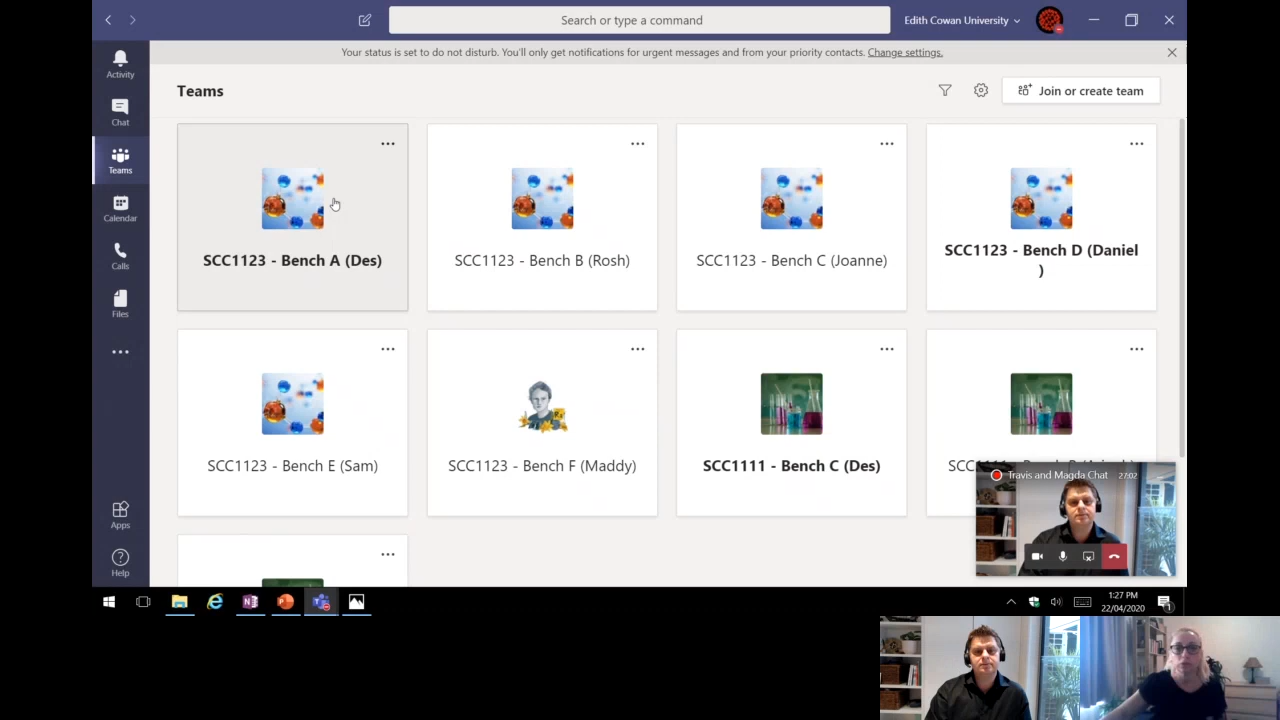 Search or type a command
Edith Cowan University
Your status is set to do not disturb. You'll only get notifications for urgent messages and from your priority contacts. Change settings.
Activity
Chat
Teams
Calendar
Calls
Files
Apps
Help
Teams
Join or create team
SCC1123 - Bench A (Des)
SCC1123 - Bench B (Rosh)
SCC1123 - Bench C (Joanne)
SCC1123 - Bench D (Daniel
)
SCC1123 - Bench E (Sam)
SCC1123 - Bench F (Maddy)
SCC1111 - Bench C (Des)
Travis and Magda Chat 27:02
1:27 PM
22/04/2020